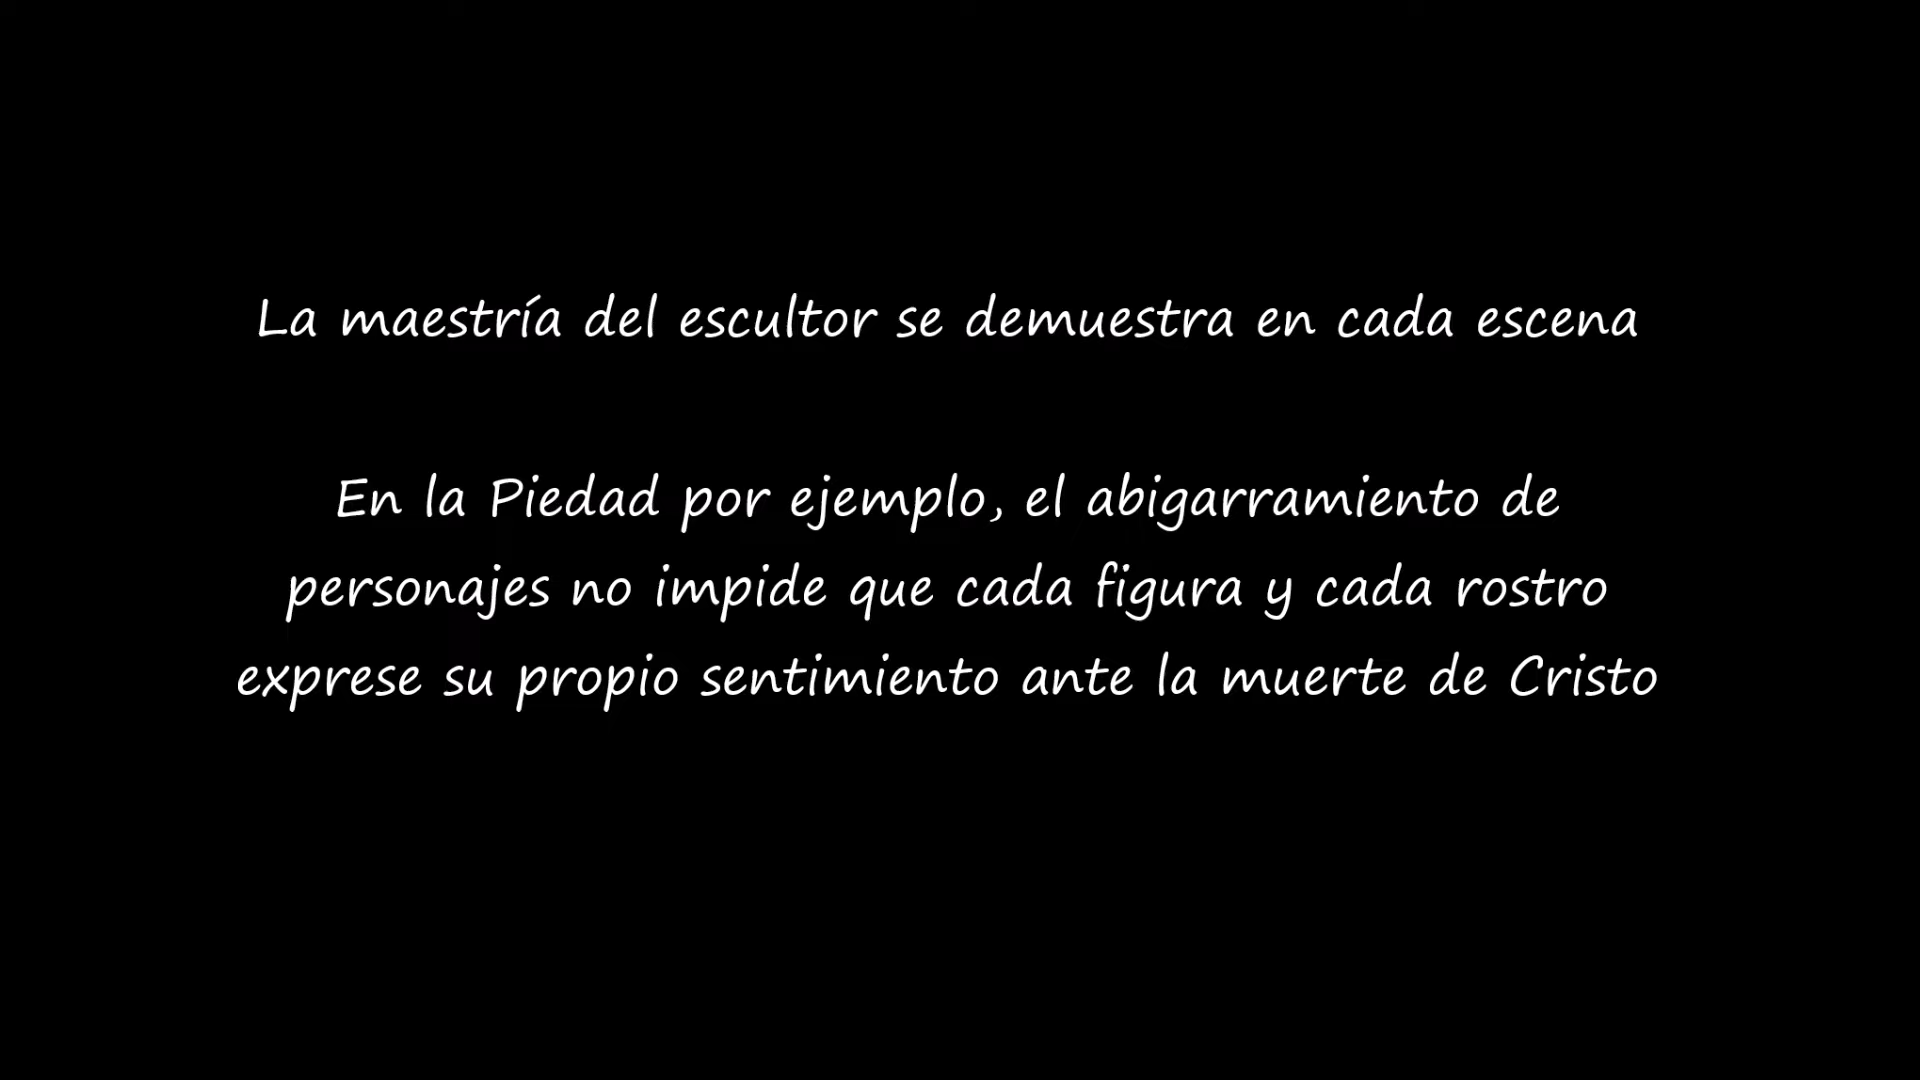 La maestría del escultor se demuestra en cada escena
En la Piedad por ejemplo, el abigarramiento de
personajes no impide que cada figura y cada rostro
exprese su propio sentimiento ante la muerte de Cristo